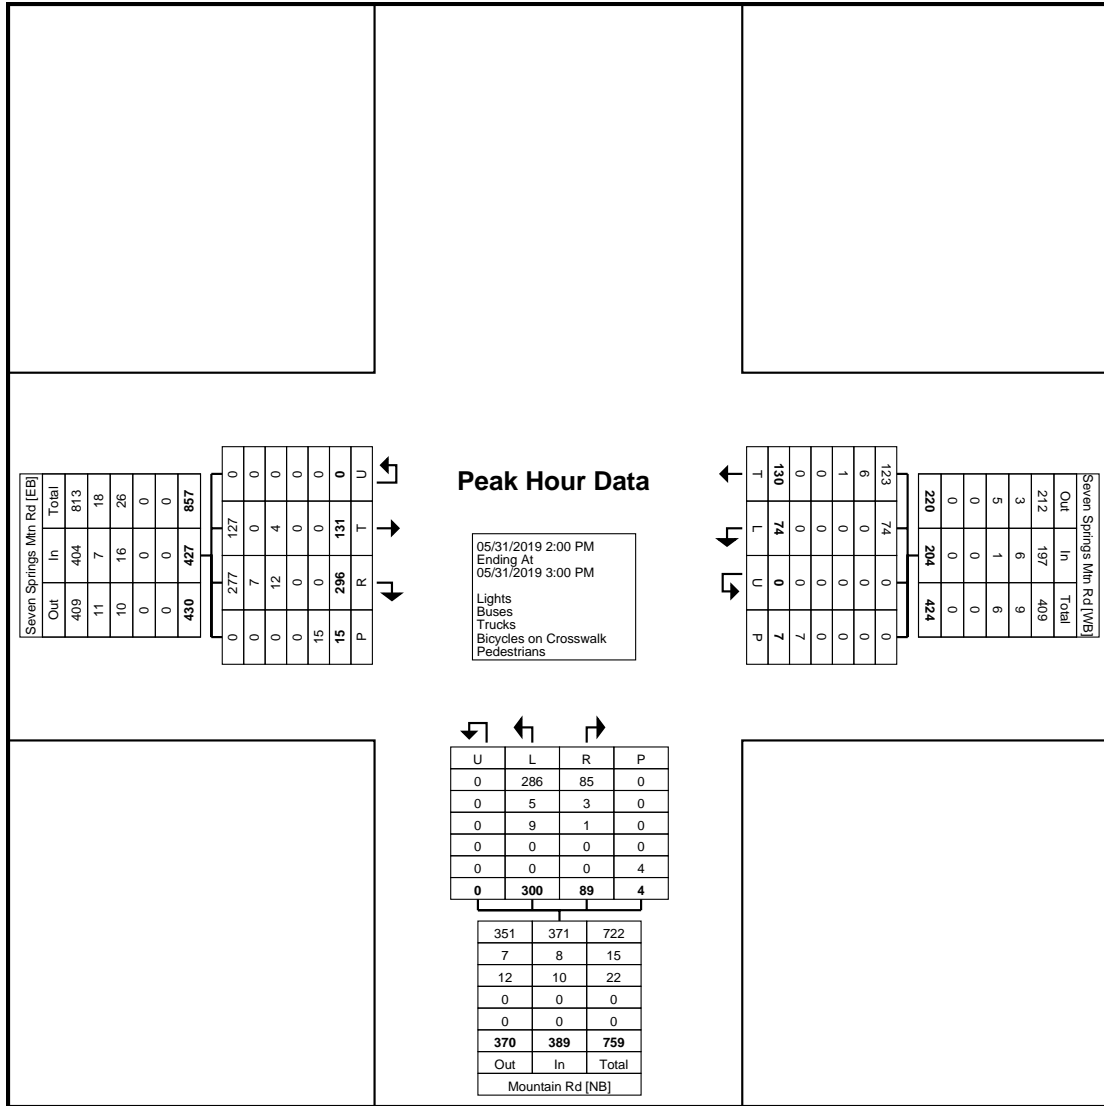 Peak Hour Data
05/31/2019 2:00 PM
Ending At
05/31/2019 3:00 PM
Lights
Buses
Trucks
Bicycles on Crosswalk
Pedestrians
Seven Springs Mtn Rd [EB]
Total 813 18 26 0 0 857
In 404 7 16 0 0 427
Out 409 11 10 0 0 430
0 0 0 0 0 0 U
127 0 4 0 0 131 T
277 7 12 0 0 296 R
0 0 0 0 15 15 P
Seven Springs Mtn Rd [WB]
Out 212 3 5 0 0 220
In 197 6 1 0 0 204
Total 409 9 6 0 0 424
123 6 1 0 0 130 T
74 0 0 0 0 74 L
0 0 0 0 0 0 U
0 0 0 0 7 7 P
U L R P
0 286 85 0
0 5 3 0
0 9 1 0
0 0 0 0
0 0 0 4
0 300 89 4
351 371 722
7 8 15
12 10 22
0 0 0
0 0 0
370 389 759
Out In Total
Mountain Rd [NB]